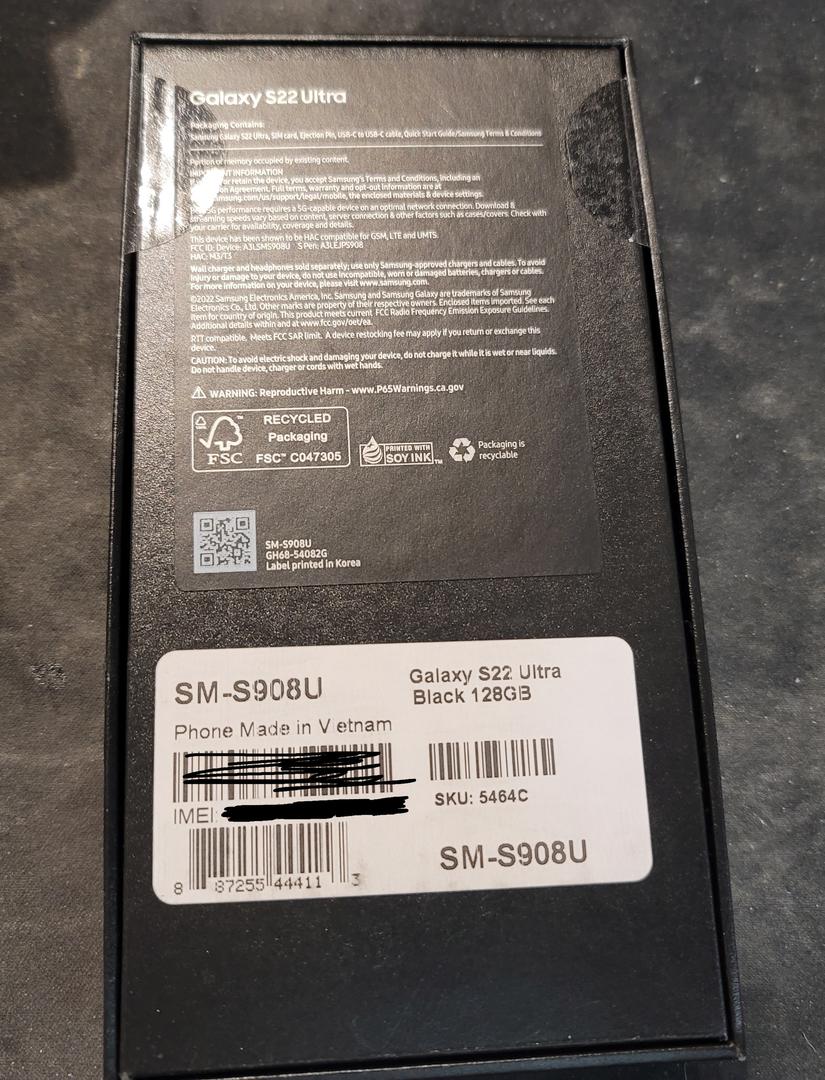 Galaxy S22 Ultra
Packaging Contains:
Samsung Galaxy S22 Ultra, SIM card, Ejection Pin, USB-C to USB-C cable, Quick Start Guide/Samsung Terms & Conditions
Portion of memory occupied by existing content.
INFORMATION
or retain the device, you accept Samsung's Terms and Conditions, including an
Agreement. Full terms, warranty and opt-out information are at
samsung.com/us/support/legal/mobile, the enclosed materials & device settings.
performance requires a 5G-capable device on an optimal network connection. Download &
streaming speeds vary based on content, server connection & other factors such as cases/covers. Check with
your carrier for availability, coverage and details.
This device has been shown to be HAC compatible for GSM, LTE and UMTS.
FCC ID: Device: A3LSMS908U S Pen: A3LEJPS908
HAC: M3/T3
Wall charger and headphones sold separately; use only Samsung-approved chargers and cables. To avoid
injury or damage to your device, do not use incompatible, worn or damaged batteries, chargers or cables.
For more information on your device, please visit www.samsung.com.
©2022 Samsung Electronics America, Inc. Samsung and Samsung Galaxy are trademarks of Samsung
Electronics Co., Ltd. Other marks are property of their respective owners. Enclosed items imported. See each
item for country of origin. This product meets current FCC Radio Frequency Emission Exposure Guidelines.
Additional details within and at www.fcc.gov/oet/ea.
RTT compatible. Meets FCC SAR limit. A device restocking fee may apply if you return or exchange this
device.
CAUTION: To avoid electric shock and damaging your device, do not charge it while it is wet or near liquids.
Do not handle device, charger or cords with wet hands.
WARNING: Reproductive Harm - www.P65Warnings.ca.gov
FSC
RECYCLED
Packaging
FSC™ C047305
PRINTED WITH
SOY INK™
Packaging is
recyclable
SM-S908U
GH68-54082G
Label printed in Korea
SM-S908U
Galaxy S22 Ultra
Black 128GB
Phone Made in Vietnam
IMEI:
SKU: 5464C
8 87255 44411 3
SM-S908U